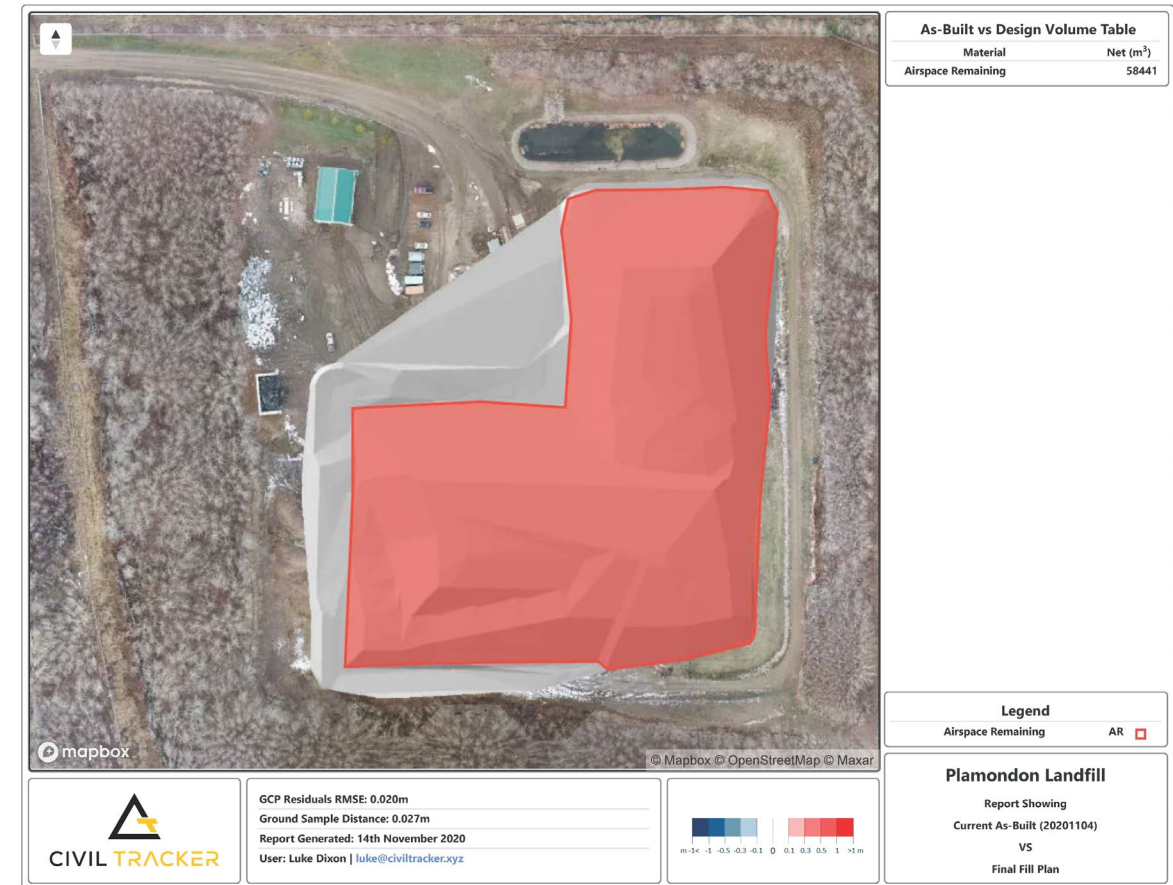 As-Built vs Design Volume Table
Material Net (m³)
Airspace Remaining 58441
mapbox
© Mapbox © OpenStreetMap © Maxar
Legend
Airspace Remaining AR
CIVIL TRACKER
GCP Residuals RMSE: 0.020m
Ground Sample Distance: 0.027m
Report Generated: 14th November 2020
User: Luke Dixon | luke@civiltracker.xyz
m -1< -1 -0.5 -0.3 -0.1 0 0.1 0.3 0.5 1 >1 m
Plamondon Landfill
Report Showing
Current As-Built (20201104)
VS
Final Fill Plan